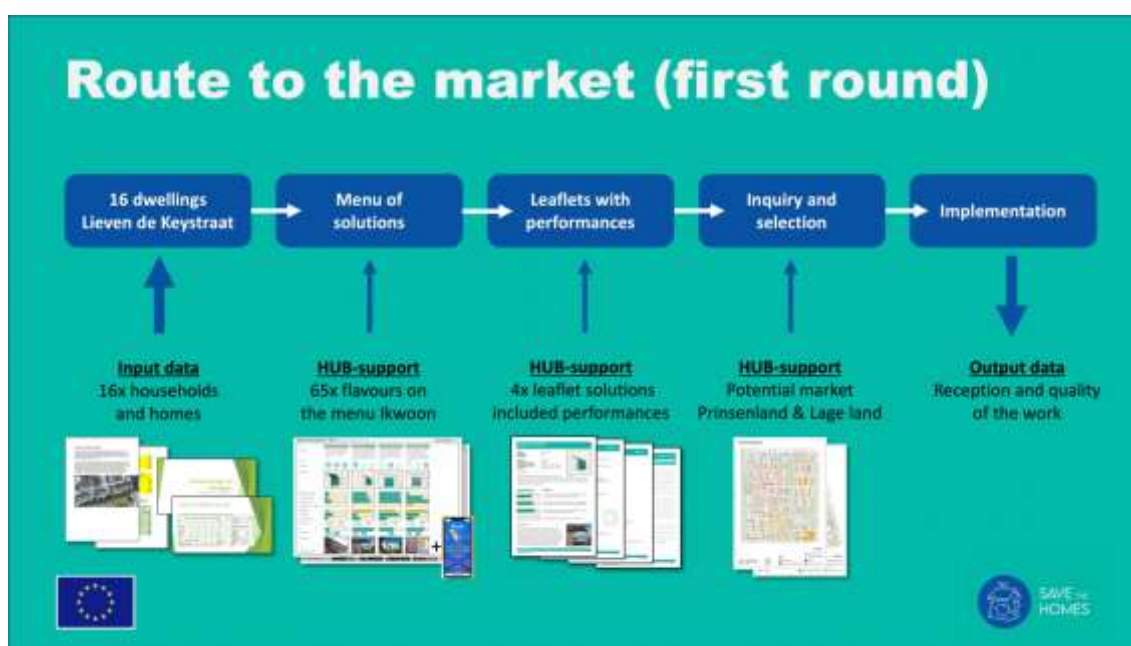 Route to the market (first round)
16 dwellings
Lieven de Keystraat
Menu of
solutions
Leaflets with
performances
Inquiry and
selection
Implementation
Input data
16x households
and homes
HUB-support
65x flavours on
the menu Ikwoon
HUB-support
4x leaflet solutions
included performances
HUB-support
Potential market
Prinsenland & Lage land
Output data
Reception and quality
of the work
+
SAVE THE
HOMES